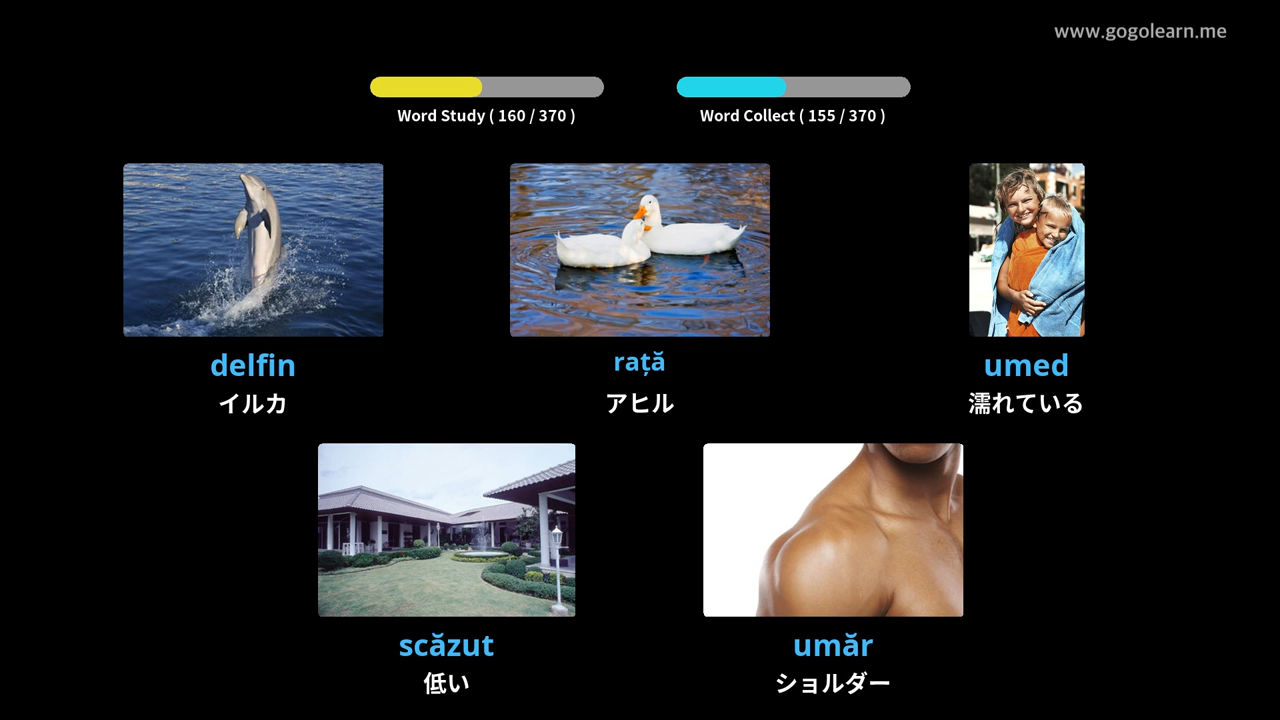 www.gogolearn.me
Word Study ( 160 / 370 )
Word Collect ( 155 / 370 )
delfin
イルカ
rață
アヒル
umed
濡れている
scăzut
低い
umăr
ショルダー